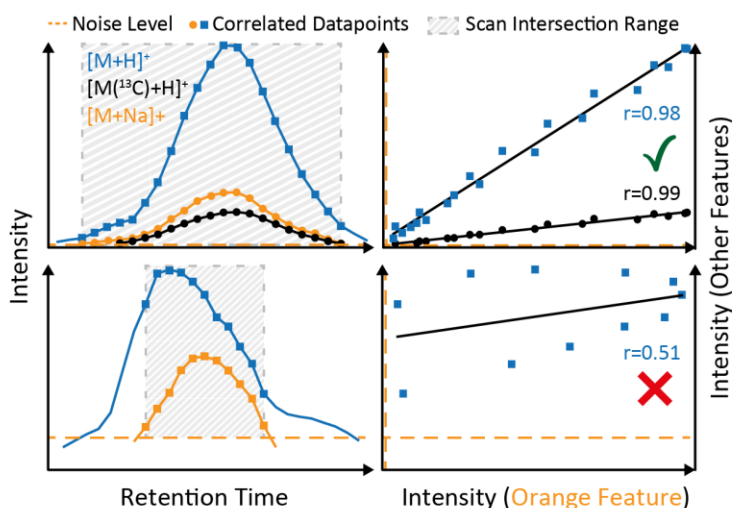 Noise Level Correlated Datapoints Scan Intersection Range
[M+H]⁺
[M(¹³C)+H]⁺
[M+Na]+
r=0.98
r=0.99
r=0.51
Intensity
Intensity (Other Features)
Retention Time
Intensity (Orange Feature)